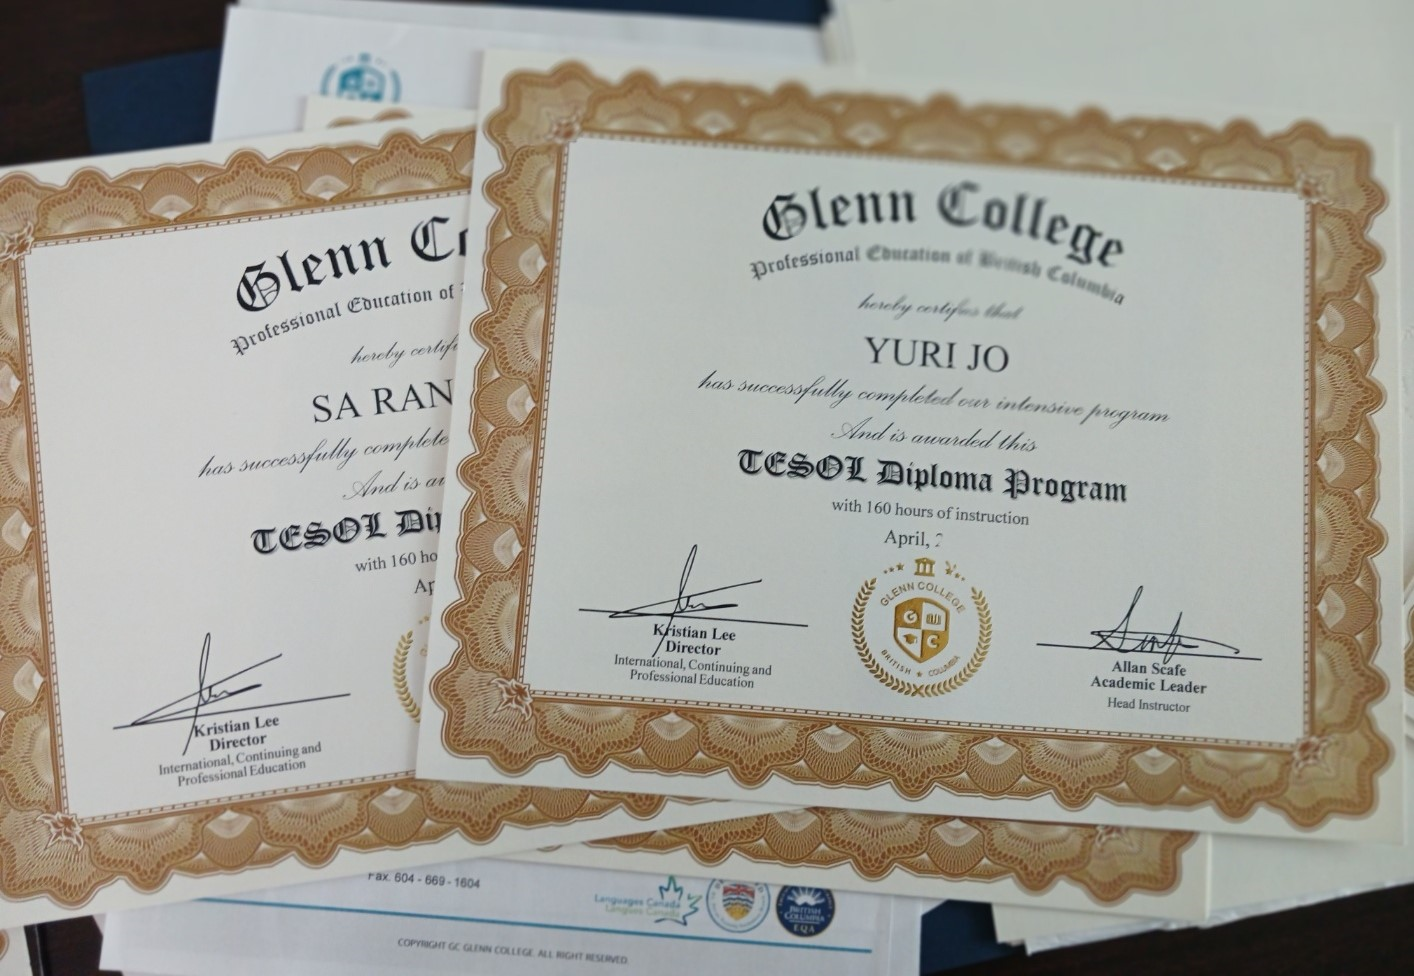 Glenn Co
Professional Education of
hereby certif
SA RAN
has successfully complete
And is a
TESOL Di
with 160 ho
Ap
Kristian Lee
Director
International, Continuing and
Professional Education
Glenn College
Professional Education of British Columbia
hereby certifies that
YURI JO
has successfully completed our intensive program
And is awarded this
TESOL Diploma Program
with 160 hours of instruction
April,
Kristian Lee
Director
International, Continuing and
Professional Education
GLENN COLLEGE
G
C
BRITISH ★ COLUMBIA
Allan Scafe
Academic Leader
Head Instructor
Fax. 604 - 669 - 1604
Languages Canada
Langues Canada
BRITISH
COLUMBIA
EQA
COPYRIGHT GC GLENN COLLEGE. ALL RIGHT RESERVED